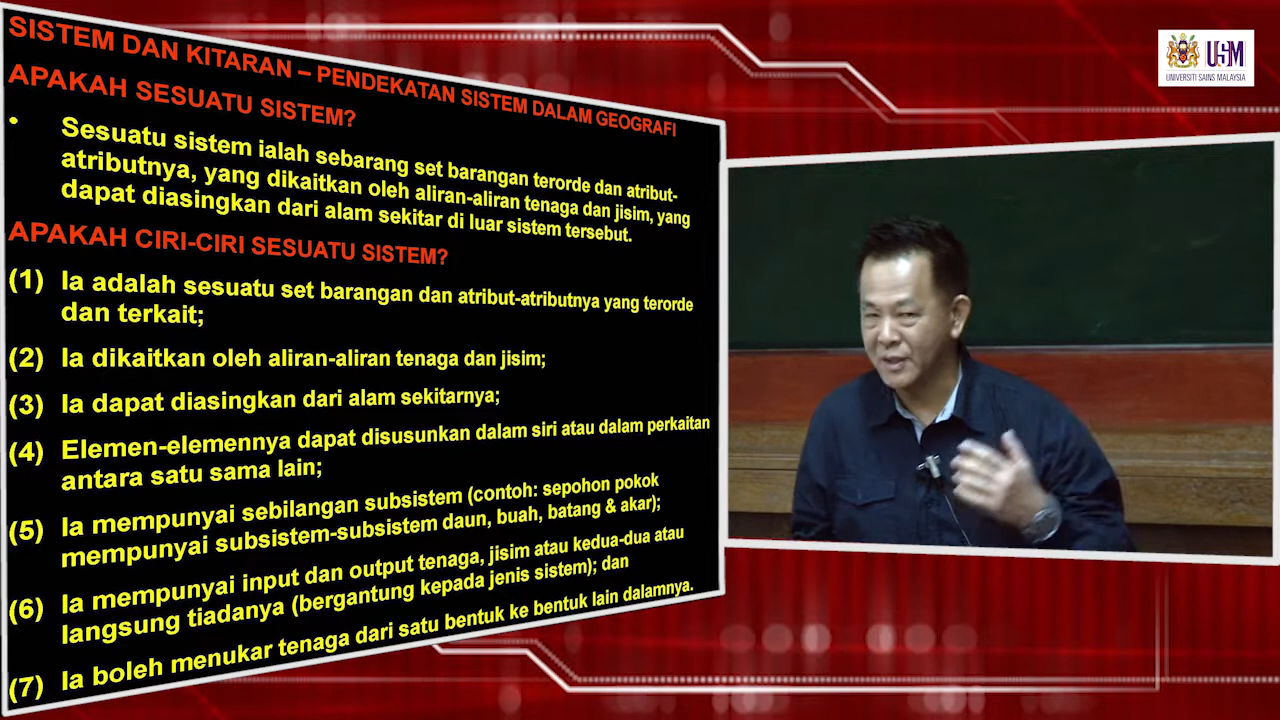 SISTEM DAN KITARAN – PENDEKATAN SISTEM DALAM GEOGRAFI
APAKAH SESUATU SISTEM?
• Sesuatu sistem ialah sebarang set barangan terorde dan atribut-
atributnya, yang dikaitkan oleh aliran-aliran tenaga dan jisim, yang
dapat diasingkan dari alam sekitar di luar sistem tersebut.
APAKAH CIRI-CIRI SESUATU SISTEM?
(1) Ia adalah sesuatu set barangan dan atribut-atributnya yang terorde
dan terkait;
(2) Ia dikaitkan oleh aliran-aliran tenaga dan jisim;
(3) Ia dapat diasingkan dari alam sekitarnya;
(4) Elemen-elemennya dapat disusunkan dalam siri atau dalam perkaitan
antara satu sama lain;
(5) Ia mempunyai sebilangan subsistem (contoh: sepohon pokok
mempunyai subsistem-subsistem daun, buah, batang & akar);
(6) Ia mempunyai input dan output tenaga, jisim atau kedua-dua atau
langsung tiadanya (bergantung kepada jenis sistem); dan
(7) Ia boleh menukar tenaga dari satu bentuk ke bentuk lain dalamnya.
USM
UNIVERSITI SAINS MALAYSIA